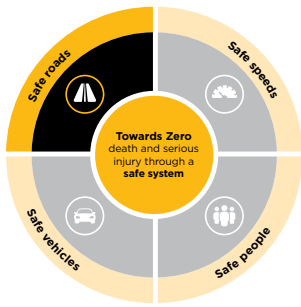 Safe roads
Safe speeds
Towards Zero
death and serious
injury through a
safe system
Safe vehicles
Safe people